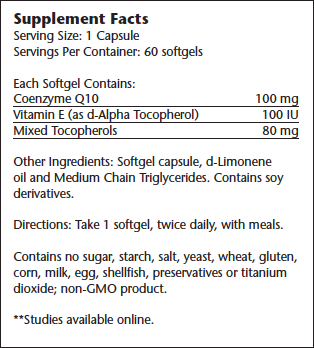 Supplement Facts
Serving Size: 1 Capsule
Servings Per Container: 60 softgels
Each Softgel Contains:
Coenzyme Q10 100 mg
Vitamin E (as d-Alpha Tocopherol) 100 IU
Mixed Tocopherols 80 mg
Other Ingredients: Softgel capsule, d-Limonene
oil and Medium Chain Triglycerides. Contains soy
derivatives.
Directions: Take 1 softgel, twice daily, with meals.
Contains no sugar, starch, salt, yeast, wheat, gluten,
corn, milk, egg, shellfish, preservatives or titanium
dioxide; non-GMO product.
**Studies available online.